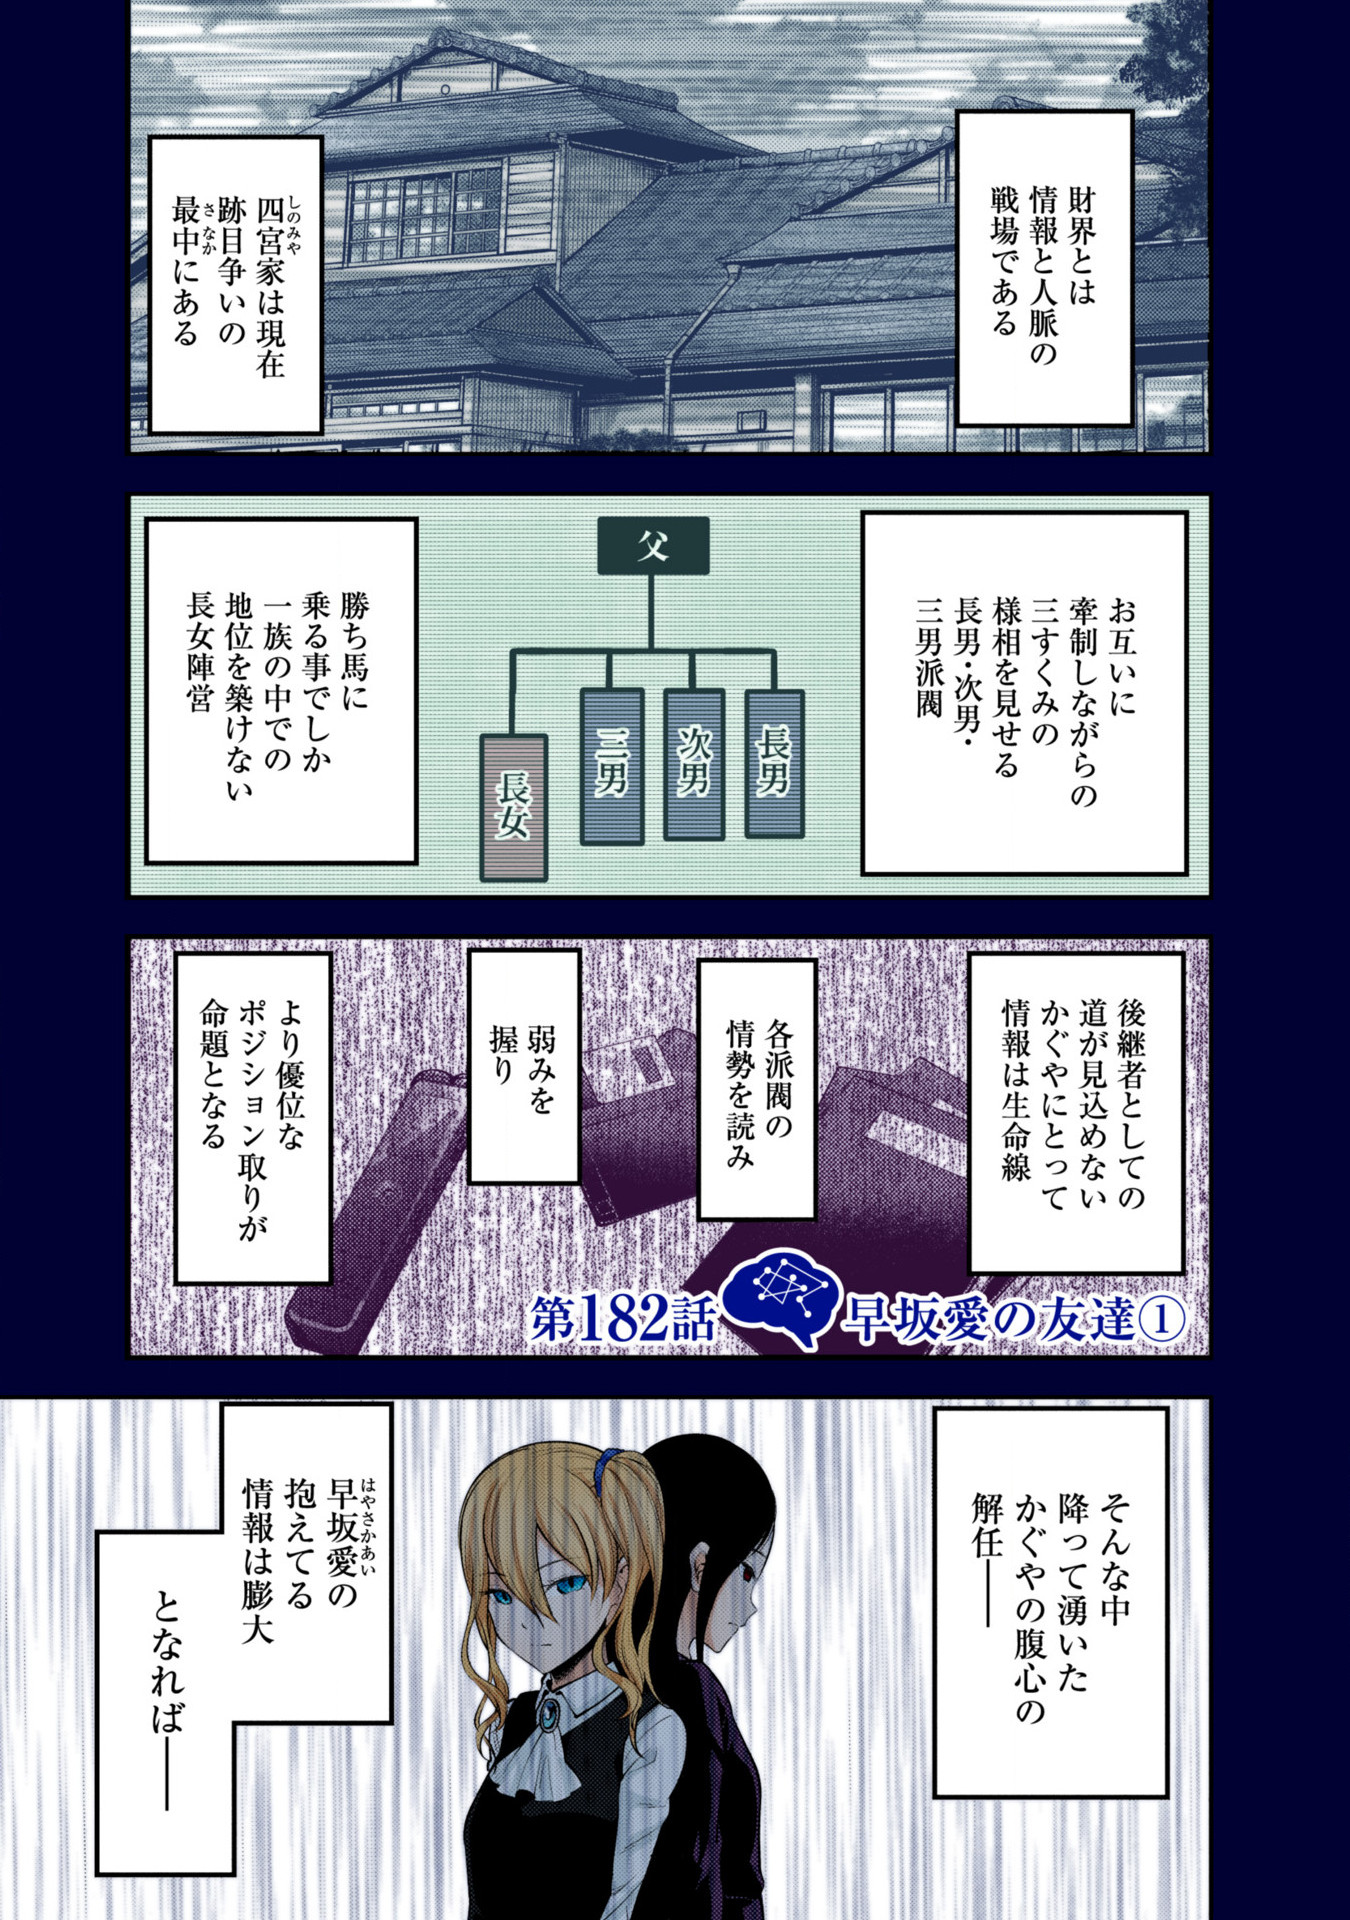 財界とは
情報と人脈の
戦場である
四宮家は現在
しのみや
跡目争いの
最中にある
さなか
お互いに
牽制しながらの
三すくみの
様相を見せる
長男・次男・
三男派閥
父
長男
次男
三男
長女
勝ち馬に
乗る事でしか
一族の中での
地位を築けない
長女陣営
後継者としての
道が見込めない
かぐやにとって
情報は生命線
各派閥の
情勢を読み
弱みを
握り
より優位な
ポジション取りが
命題となる
第182話 早坂愛の友達①
そんな中
降って湧いた
かぐやの腹心の
解任――
早坂愛の
はやさかあい
抱えてる
情報は膨大
となれば――